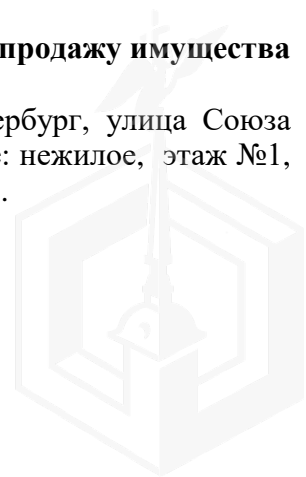 продажу имущества
ербург, улица Союза
: нежилое, этаж №1,
.